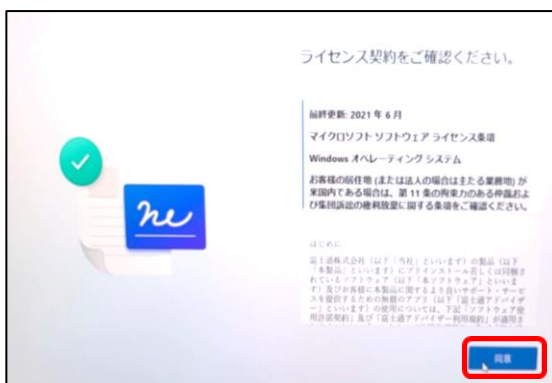 ライセンス契約をご確認ください。
最終更新: 2021 年 6 月
マイクロソフト ソフトウェア ライセンス条項
Windows オペレーティング システム
お客様の居住地 (または法人の場合は主たる業務地) が
米国内である場合は、第 11 条の拘束力のある仲裁およ
び集団訴訟の権利放棄に関する条項をご確認ください。
はじめに
富士通株式会社（以下「当社」といいます）の製品（以下
「本製品」といいます）にプリインストール若しくは同梱さ
れているソフトウェア（以下「本ソフトウェア」といいま
す）及びお客様に本製品に関するより良いサポート・サービ
スを提供するための無償のアプリ（以下「富士通アドバイザ
ー」といいます）の使用については、下記「ソフトウェア使
用許諾契約」及び「富士通アドバイザー利用規約」が適用さ
同意